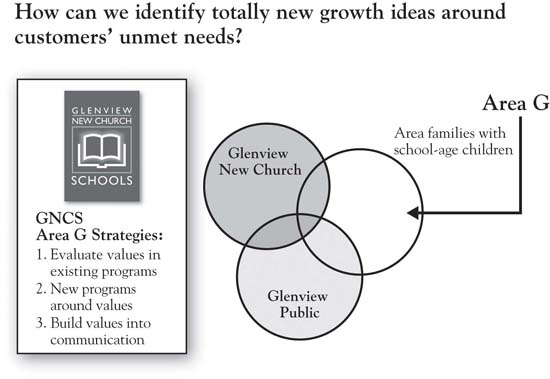 How can we identify totally new growth ideas around
customers’ unmet needs?
GLENVIEW
NEW CHURCH
SCHOOLS
GNCS
Area G Strategies:
1. Evaluate values in
existing programs
2. New programs
around values
3. Build values into
communication
Glenview
New Church
Glenview
Public
Area G
Area families with
school-age children